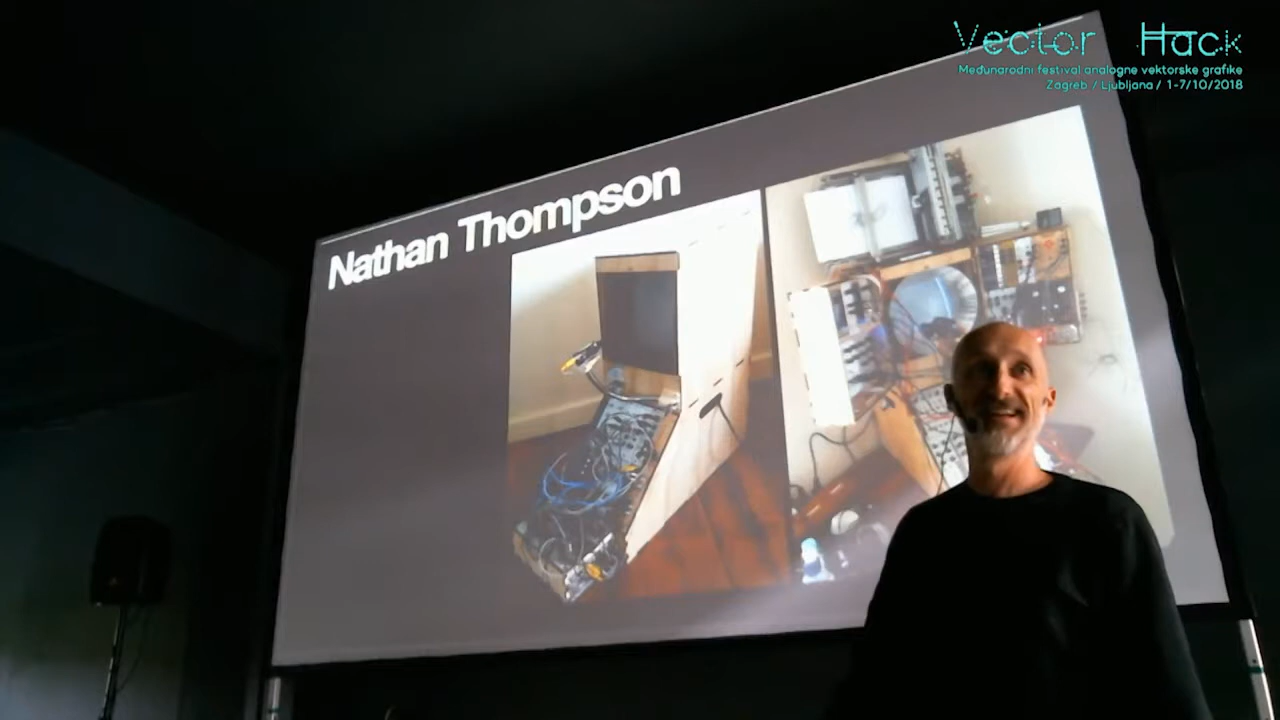 Vector Hack
Međunarodni festival analogne vektorske grafike
Zagreb / Ljubljana / 1-7/10/2018
Nathan Thompson